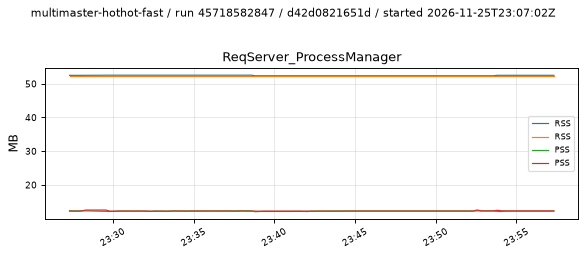 multimaster-hothot-fast / run 45718582847 / d42d0821651d / started 2026-11-25T23:07:02Z
ReqServer_ProcessManager
MB
50
40
30
20
RSS
RSS
PSS
PSS
23:30
23:35
23:40
23:45
23:50
23:55